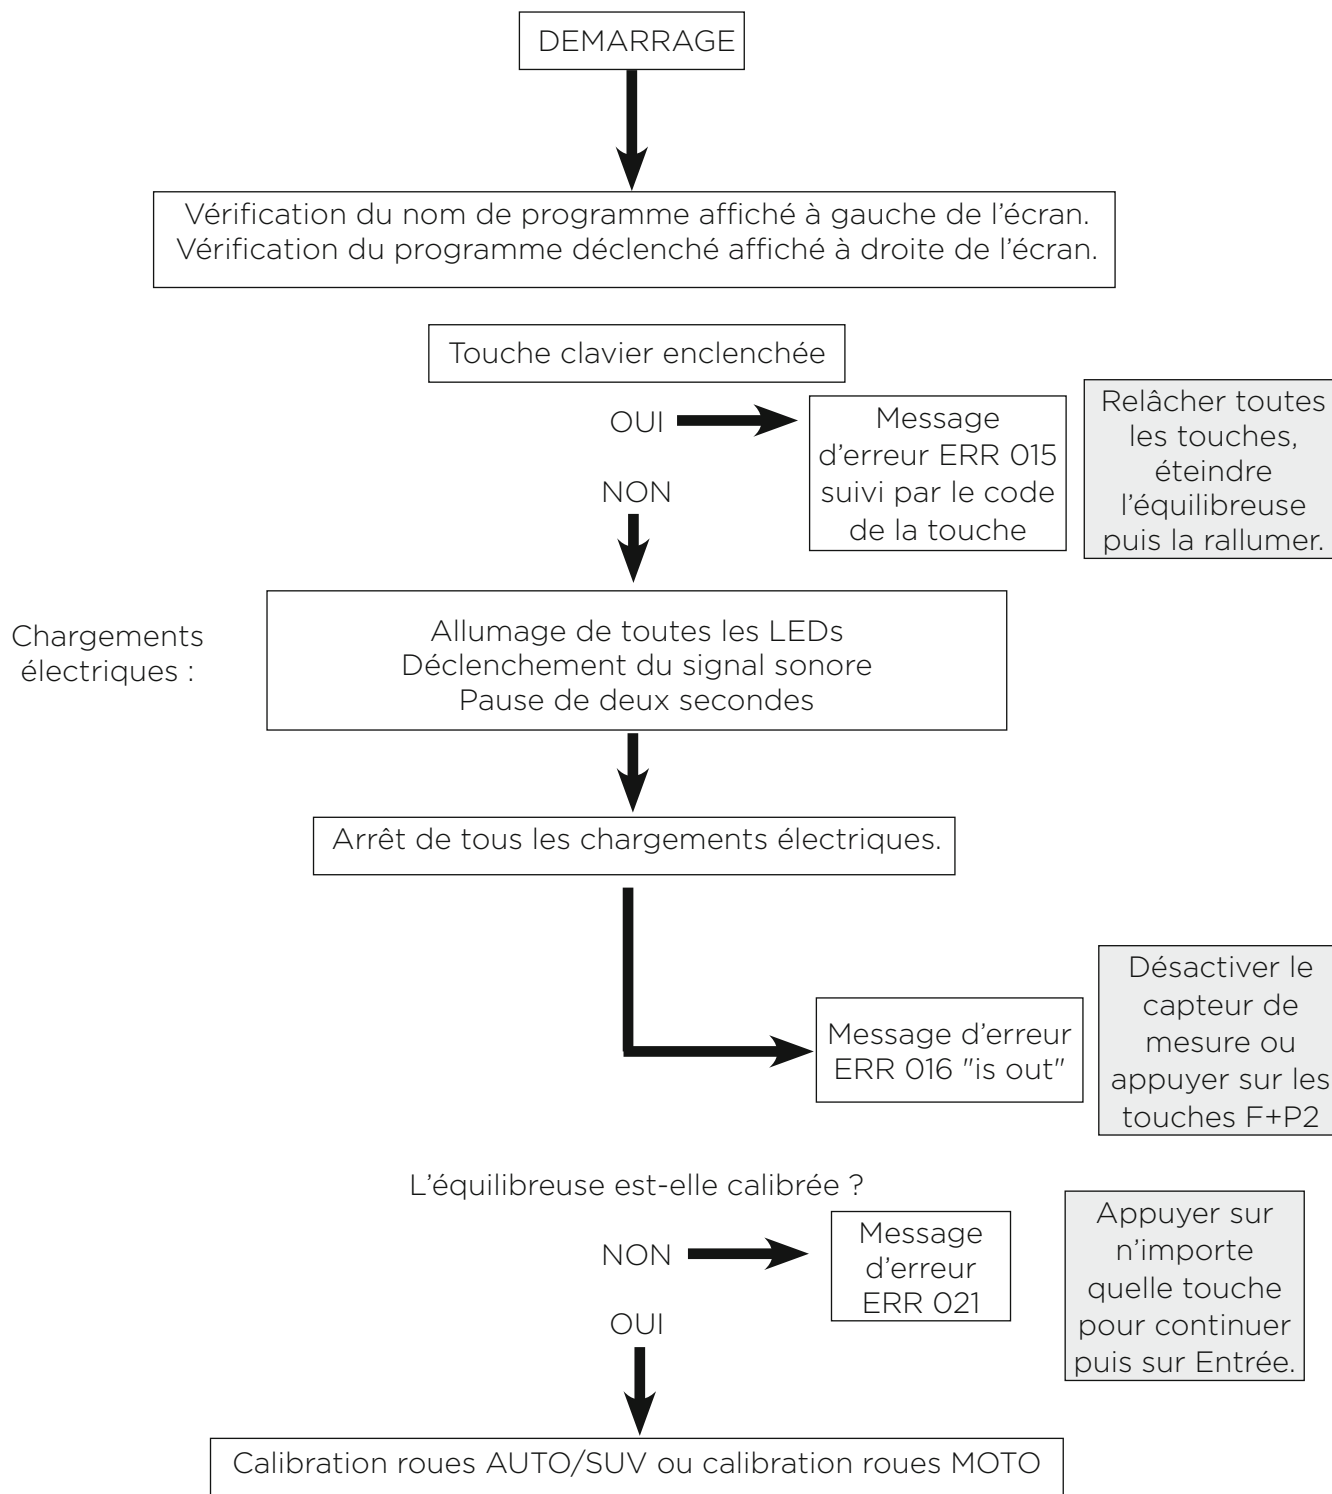 DEMARRAGE
Vérification du nom de programme affiché à gauche de l'écran.
Vérification du programme déclenché affiché à droite de l'écran.
Touche clavier enclenchée
OUI
Message
d'erreur ERR 015
suivi par le code
de la touche
Relâcher toutes
les touches,
éteindre
l'équilibreuse
puis la rallumer.
NON
Chargements
électriques :
Allumage de toutes les LEDs
Déclenchement du signal sonore
Pause de deux secondes
Arrêt de tous les chargements électriques.
Message d'erreur
ERR 016 "is out"
Désactiver le
capteur de
mesure ou
appuyer sur les
touches F+P2
L'équilibreuse est-elle calibrée ?
NON
Message
d'erreur
ERR 021
Appuyer sur
n'importe
quelle touche
pour continuer
puis sur Entrée.
OUI
Calibration roues AUTO/SUV ou calibration roues MOTO